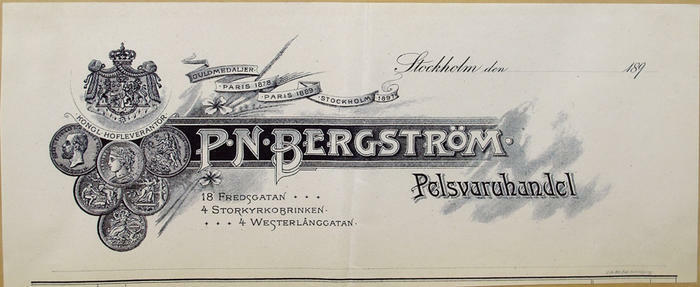 GULDMEDALJER
· PARIS 1878 ·
· PARIS 1889 ·
· STOCKHOLM 1897 ·
Stockholm den 189
KONGL. HOFLEVERANTÖR
P·N·BERGSTRÖM·
Pelsvaruhandel
18 FREDSGATAN · · ·
4 STORKYRKOBRINKEN.
· · · 4 WESTERLÅNGGATAN.